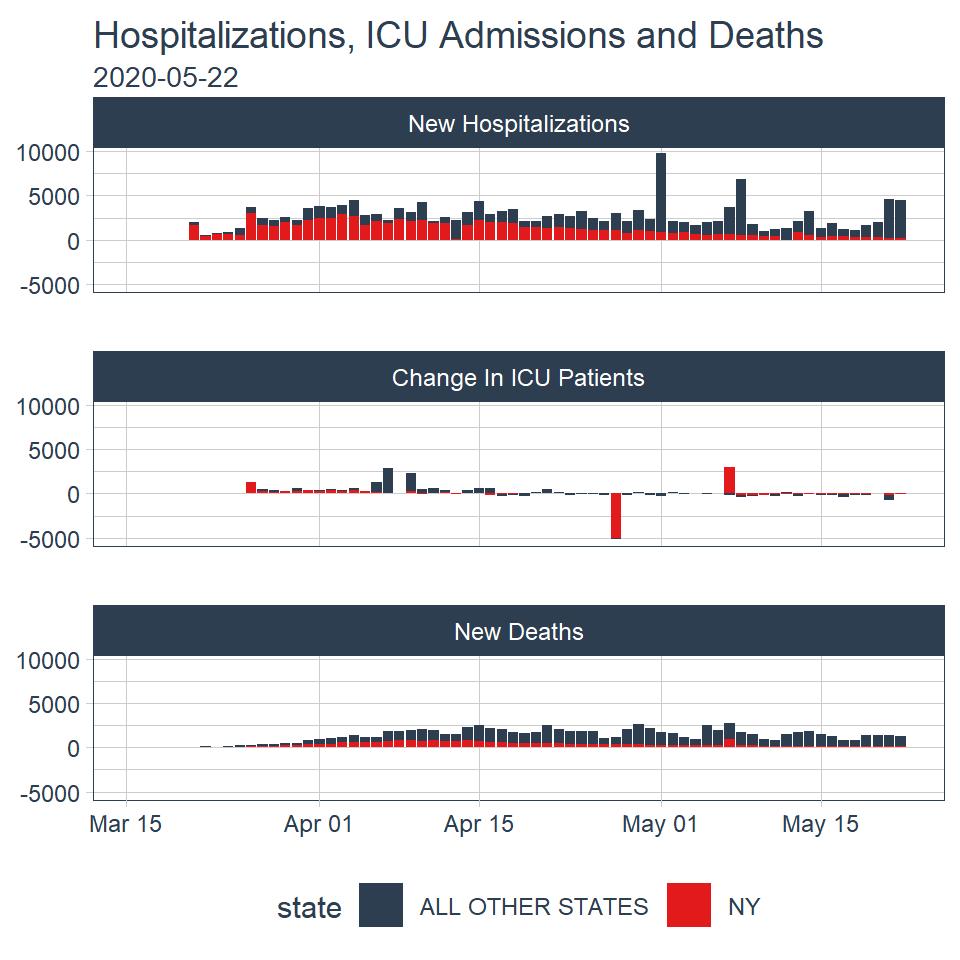 Hospitalizations, ICU Admissions and Deaths
2020-05-22
New Hospitalizations
10000
5000
0
-5000
Change In ICU Patients
10000
5000
0
-5000
New Deaths
10000
5000
0
-5000
Mar 15 Apr 01 Apr 15 May 01 May 15
state ALL OTHER STATES NY